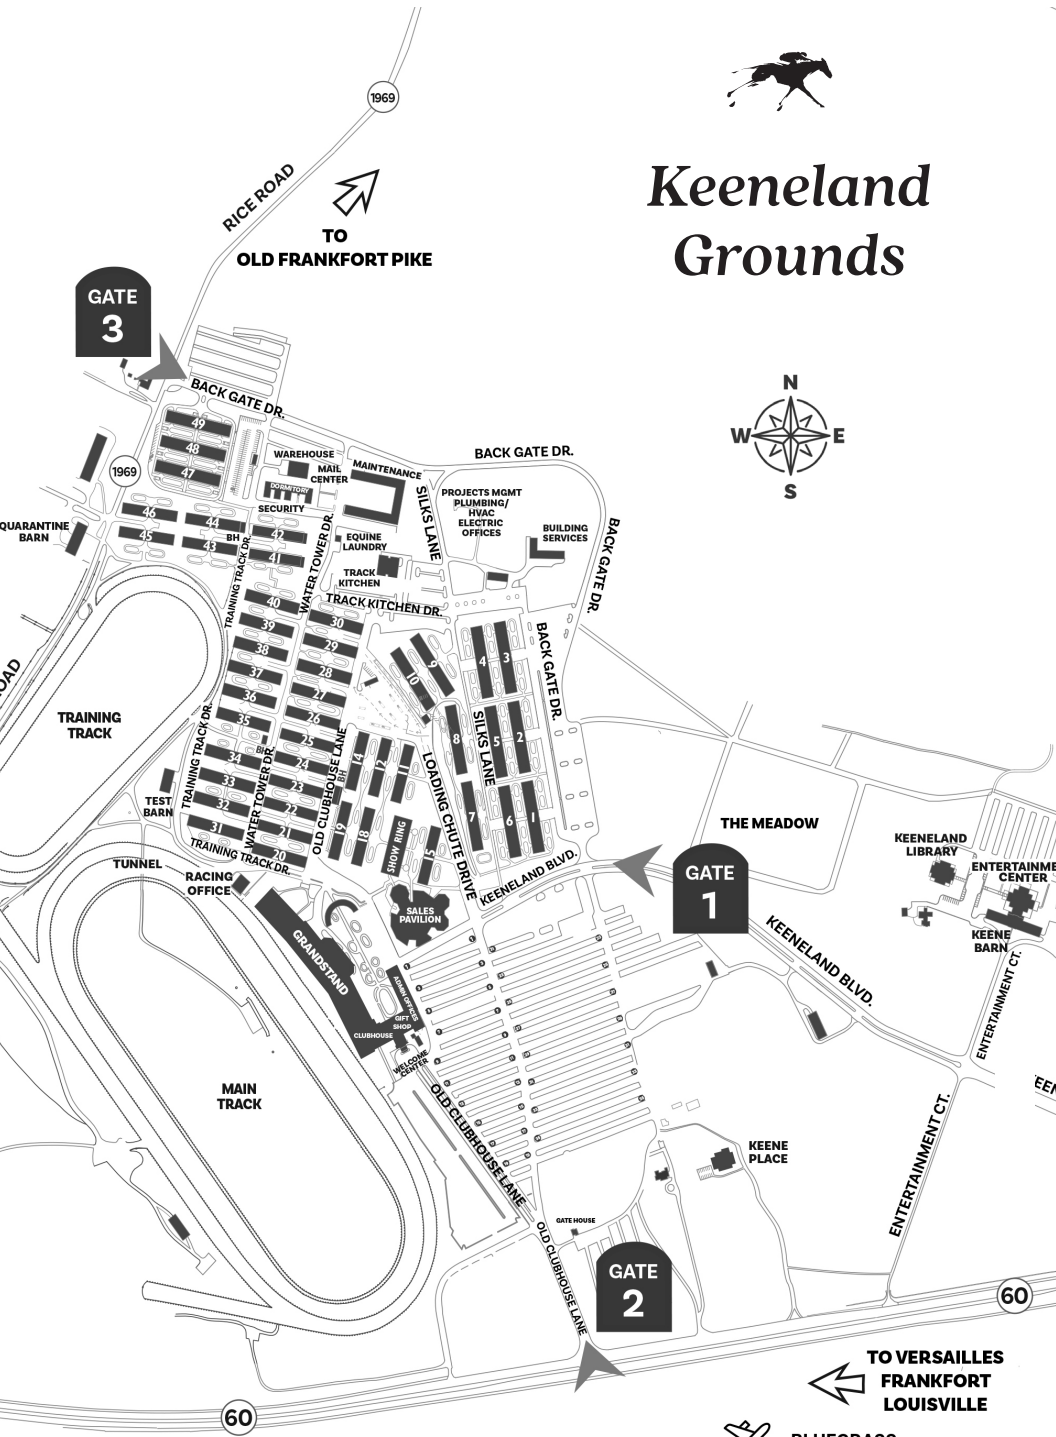 1969
RICE ROAD
TO
OLD FRANKFORT PIKE
Keeneland
Grounds
GATE
3
N
W
E
S
BACK GATE DR.
49
48
47
1969
WAREHOUSE
MAIL
CENTER
MAINTENANCE
DORMITORY
SECURITY
BACK GATE DR.
SILKS LANE
PROJECTS MGMT
PLUMBING/
HVAC
ELECTRIC
OFFICES
BUILDING
SERVICES
BACK GATE DR.
QUARANTINE
BARN
46
45
44
43
BH
42
41
TRAINING TRACK DR.
WATER TOWER DR.
EQUINE
LAUNDRY
TRACK
KITCHEN
TRACK KITCHEN DR.
40
39
38
37
36
35
34
33
32
31
30
29
28
27
26
25
24
23
22
21
20
BH
BH
10
9
4
3
8
5
2
7
6
1
14
12
11
19
18
15
BACK GATE DR.
SILKS LANE
LOADING CHUTE DRIVE
OLD CLUBHOUSE LANE
WATER TOWER DR.
TRAINING TRACK DR.
TRAINING TRACK DR.
OAD
TRAINING
TRACK
TEST
BARN
TUNNEL
RACING
OFFICE
SHOW RING
SALES
PAVILION
KEENELAND BLVD.
GATE
1
THE MEADOW
KEENELAND
LIBRARY
ENTERTAINME
CENTER
KEENE
BARN
KEENELAND BLVD.
ENTERTAINMENT CT.
EEN
GRANDSTAND
ADMIN OFFICES
GIFT
SHOP
CLUBHOUSE
WELCOME
CENTER
MAIN
TRACK
OLD CLUBHOUSE LANE
KEENE
PLACE
ENTERTAINMENT CT.
GATE HOUSE
OLD CLUBHOUSE LANE
GATE
2
60
TO VERSAILLES
FRANKFORT
LOUISVILLE
60
BLUEGRASS